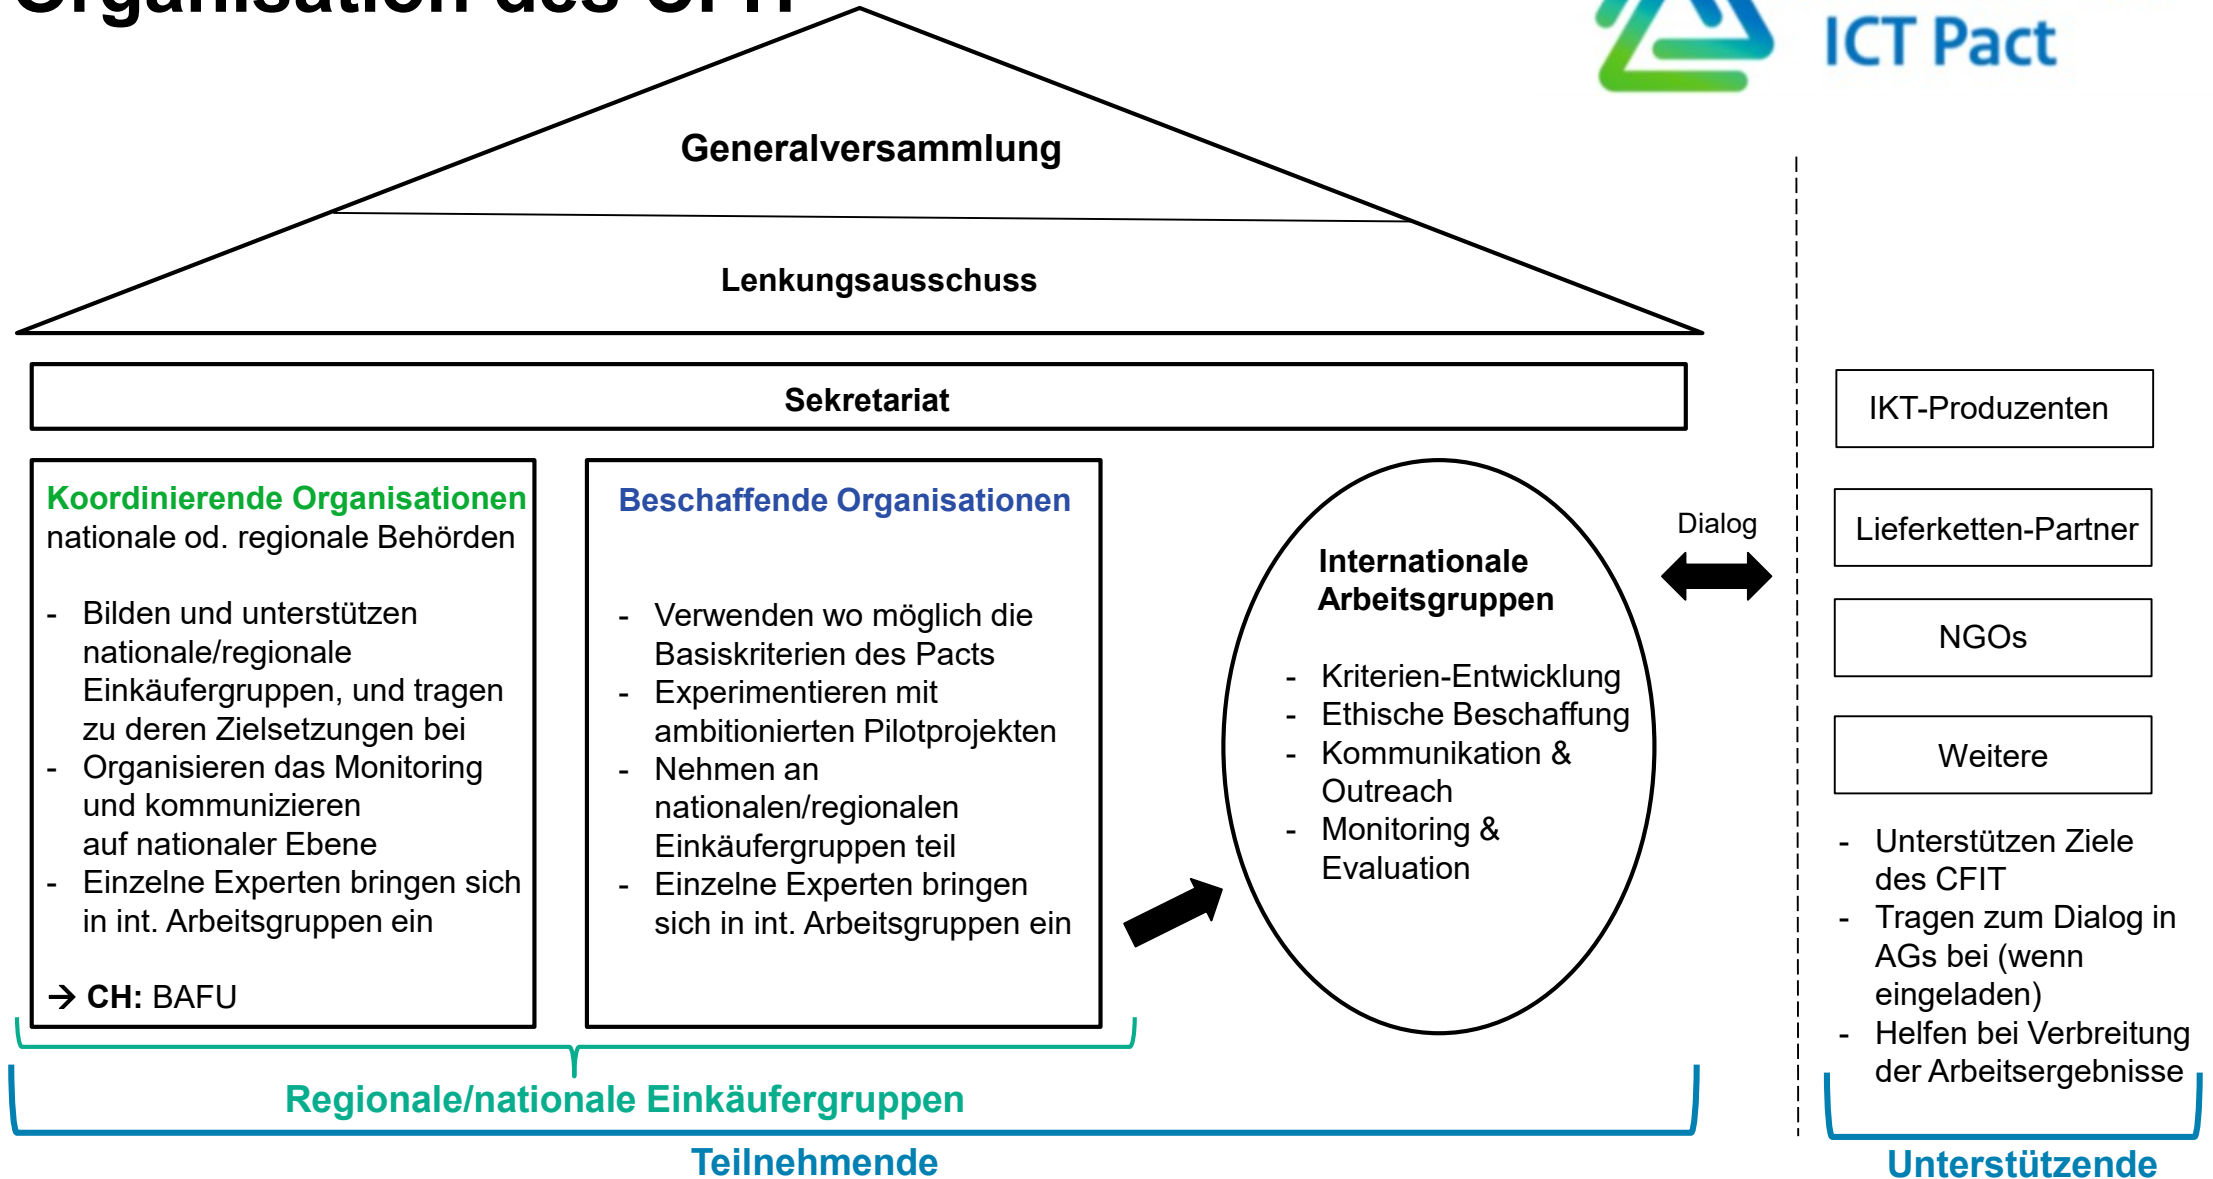 Organisation des CFIT
ICT Pact
Generalversammlung
Lenkungsausschuss
Sekretariat
Koordinierende Organisationen
nationale od. regionale Behörden
- Bilden und unterstützen
nationale/regionale
Einkäufergruppen, und tragen
zu deren Zielsetzungen bei
- Organisieren das Monitoring
und kommunizieren
auf nationaler Ebene
- Einzelne Experten bringen sich
in int. Arbeitsgruppen ein
→ CH: BAFU
Beschaffende Organisationen
- Verwenden wo möglich die
Basiskriterien des Pacts
- Experimentieren mit
ambitionierten Pilotprojekten
- Nehmen an
nationalen/regionalen
Einkäufergruppen teil
- Einzelne Experten bringen
sich in int. Arbeitsgruppen ein
Internationale
Arbeitsgruppen
- Kriterien-Entwicklung
- Ethische Beschaffung
- Kommunikation &
Outreach
- Monitoring &
Evaluation
Dialog
IKT-Produzenten
Lieferketten-Partner
NGOs
Weitere
- Unterstützen Ziele
des CFIT
- Tragen zum Dialog in
AGs bei (wenn
eingeladen)
- Helfen bei Verbreitung
der Arbeitsergebnisse
Regionale/nationale Einkäufergruppen
Teilnehmende
Unterstützende